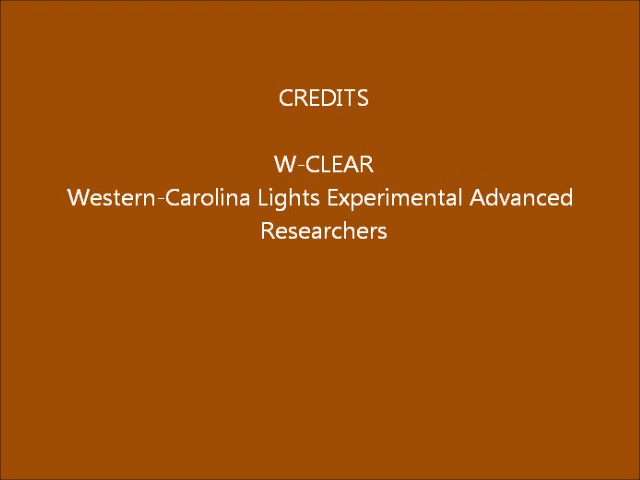 CREDITS
W-CLEAR
Western-Carolina Lights Experimental Advanced
Researchers